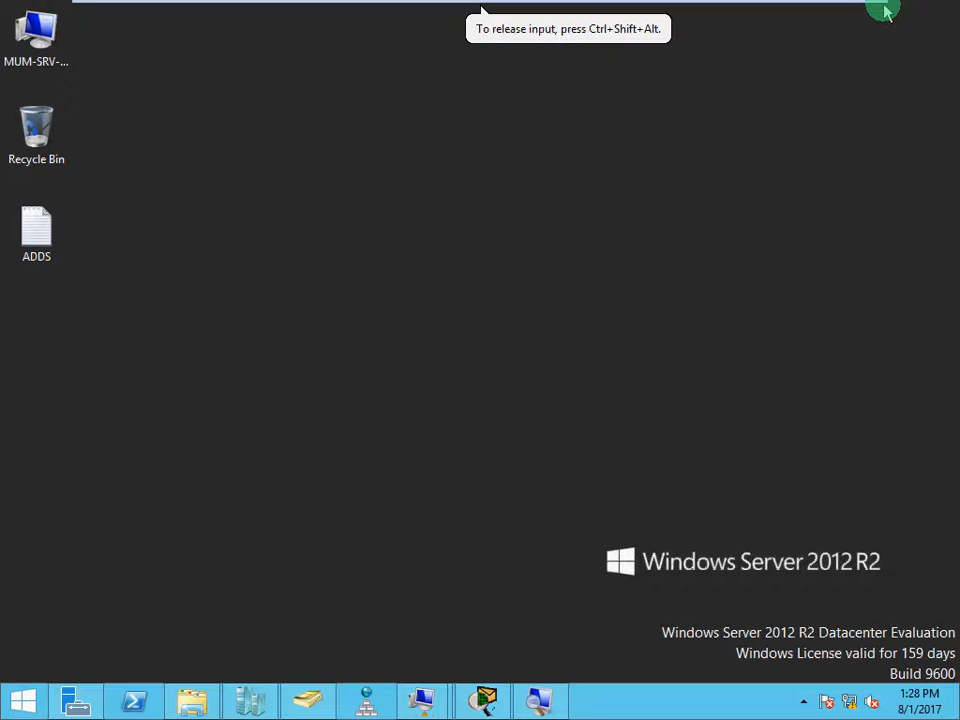 To release input, press Ctrl+Shift+Alt.
MUM-SRV-...
Recycle Bin
ADDS
Windows Server 2012 R2
Windows Server 2012 R2 Datacenter Evaluation
Windows License valid for 159 days
Build 9600
1:28 PM
8/1/2017